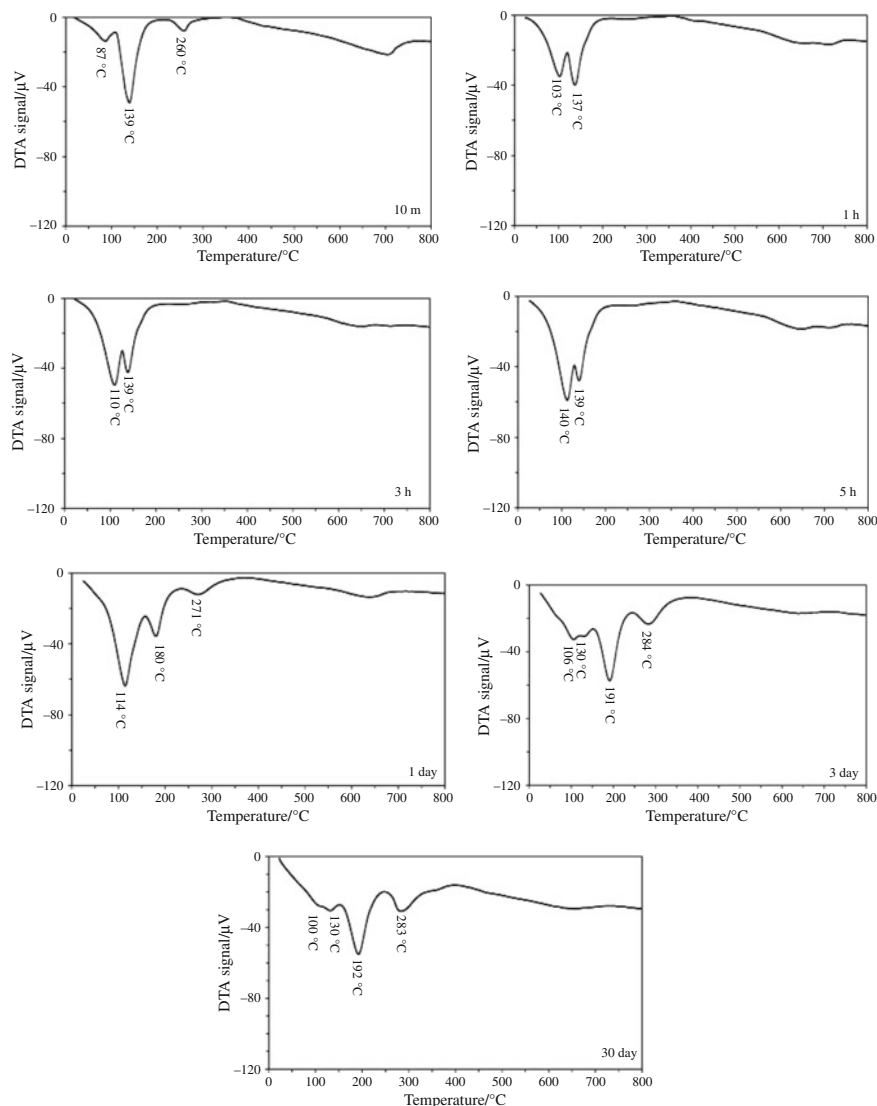 DTA signal/μV
0
−40
−80
−120
87 °C
139 °C
260 °C
10 m
0 100 200 300 400 500 600 700 800
Temperature/°C
DTA signal/μV
0
−40
−80
−120
103 °C
137 °C
1 h
0 100 200 300 400 500 600 700 800
Temperature/°C
DTA signal/μV
0
−40
−80
−120
110 °C
139 °C
3 h
0 100 200 300 400 500 600 700 800
Temperature/°C
DTA signal/μV
0
−40
−80
−120
140 °C
139 °C
5 h
0 100 200 300 400 500 600 700 800
Temperature/°C
DTA signal/μV
0
−40
−80
−120
114 °C
180 °C
271 °C
1 day
0 100 200 300 400 500 600 700 800
Temperature/°C
DTA signal/μV
0
−40
−80
−120
106 °C
130 °C
191 °C
284 °C
3 day
0 100 200 300 400 500 600 700 800
Temperature/°C
DTA signal/μV
0
−40
−80
−120
100 °C
130 °C
192 °C
283 °C
30 day
0 100 200 300 400 500 600 700 800
Temperature/°C